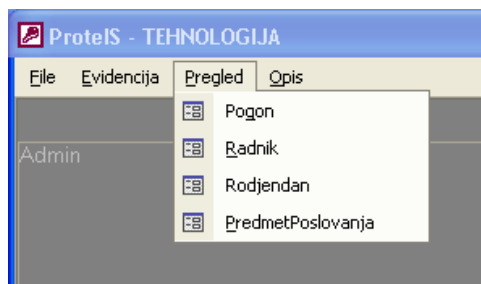 ProteIS - TEHNOLOGIJA
File Evidencija Pregled Opis
Pogon
Admin
Radnik
Rodjendan
PredmetPoslovanja